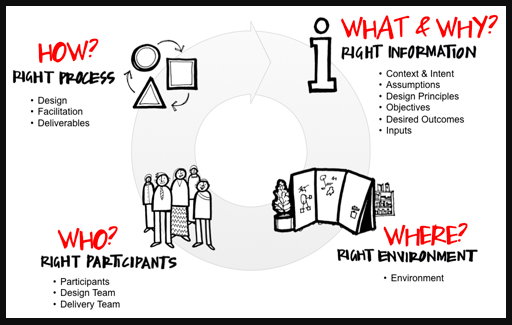 HOW?
RIGHT PROCESS
• Design
• Facilitation
• Deliverables
WHAT & WHY?
RIGHT INFORMATION
• Context & Intent
• Assumptions
• Design Principles
• Objectives
• Desired Outcomes
• Inputs
WHO?
RIGHT PARTICIPANTS
• Participants
• Design Team
• Delivery Team
WHERE?
RIGHT ENVIRONMENT
• Environment